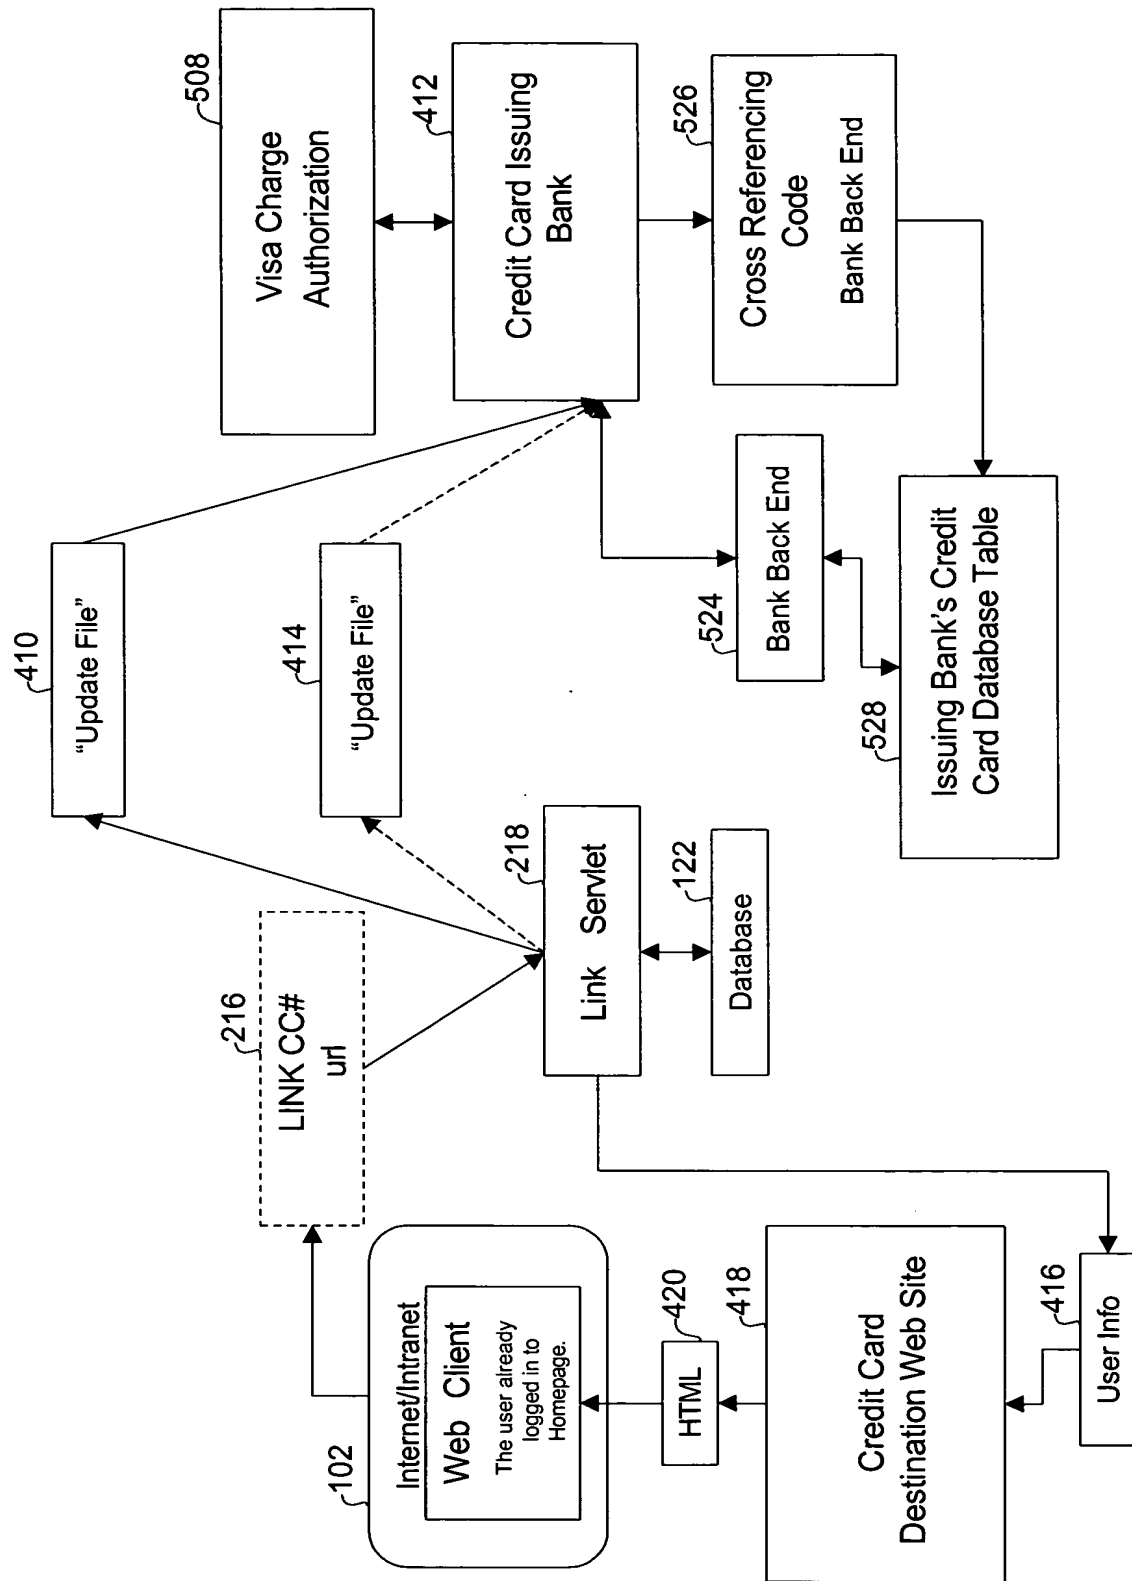 410
"Update File"
508
Visa Charge
Authorization
216
LINK CC#
url
414
"Update File"
412
Credit Card Issuing
Bank
102
Internet/Intranet
Web Client
The user already
logged in to
Homepage.
218
Link Servlet
420
HTML
122
Database
524
Bank Back End
526
Cross Referencing
Code
Bank Back End
418
Credit Card
Destination Web Site
528
Issuing Bank's Credit
Card Database Table
416
User Info